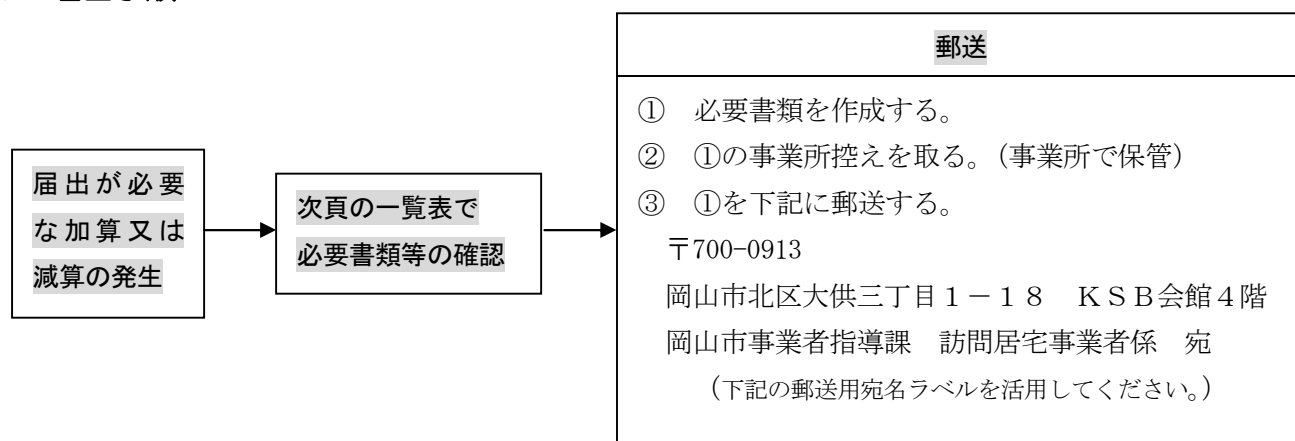 届出が必要
な加算又は
減算の発生
次頁の一覧表で
必要書類等の確認
郵送
① 必要書類を作成する。
② ①の事業所控えを取る。（事業所で保管）
③ ①を下記に郵送する。
〒700-0913
岡山市北区大供三丁目１－１８　ＫＳＢ会館４階
岡山市事業者指導課　訪問居宅事業者係　宛
（下記の郵送用宛名ラベルを活用してください。）